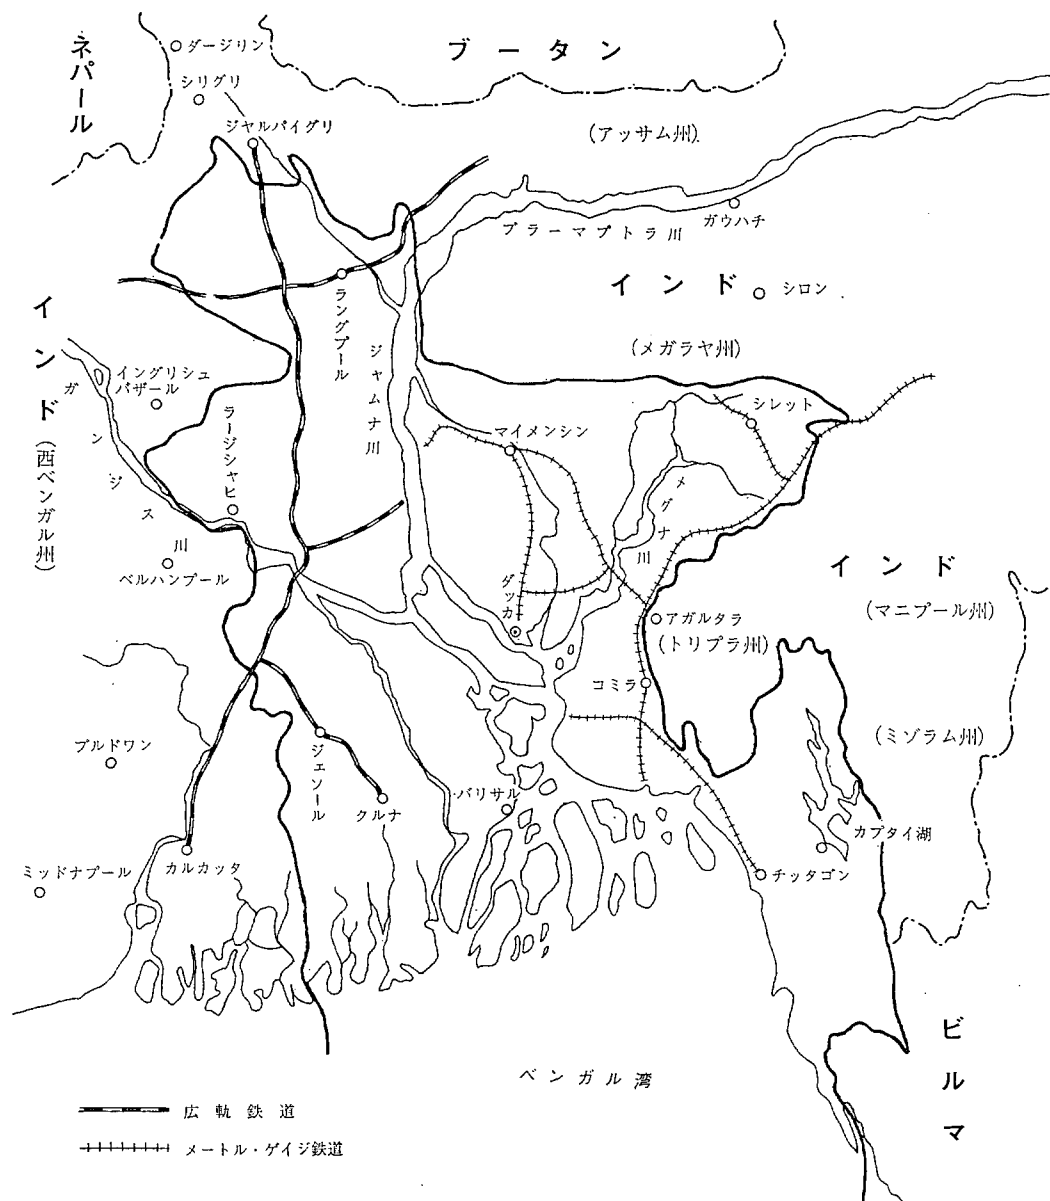 ネパール
ダージリン
ブータン
シリグリ
ジャルパイグリ
(アッサム州)
ガウハチ
ブラーマプトラ川
インド
シロン
ラングプール
ジャムナ川
(メガラヤ州)
インド
(西ベンガル州)
ガンジス川
イングリシュ
バザール
ラージシャヒ
マイメンシン
シレット
メグナ川
ベルハンプール
ダッカ
インド
(マニプール州)
アガルタラ
(トリプラ州)
コミラ
(ミゾラム州)
ブルドワン
ジェソール
クルナ
バリサル
カプタイ湖
ミッドナプール
カルカッタ
チッタゴン
ビルマ
ベンガル湾
広軌鉄道
メートル・ゲイジ鉄道